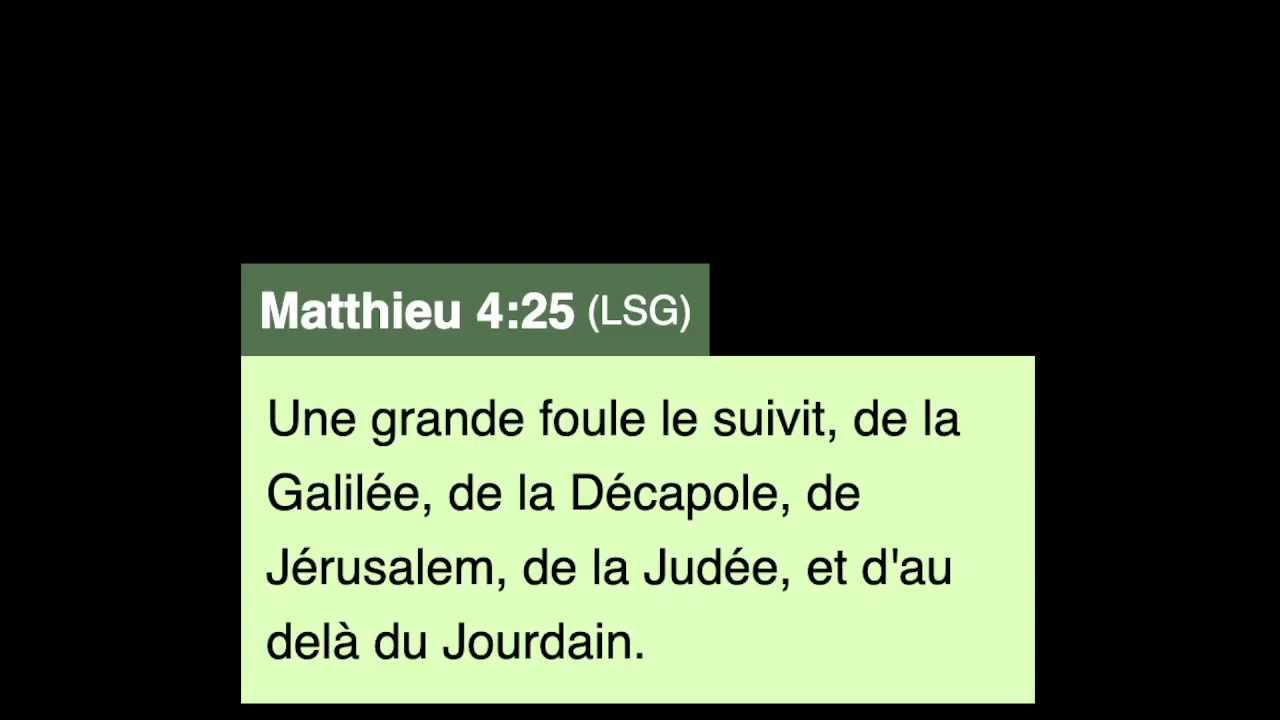 Matthieu 4:25 (LSG)
Une grande foule le suivit, de la
Galilée, de la Décapole, de
Jérusalem, de la Judée, et d'au
delà du Jourdain.